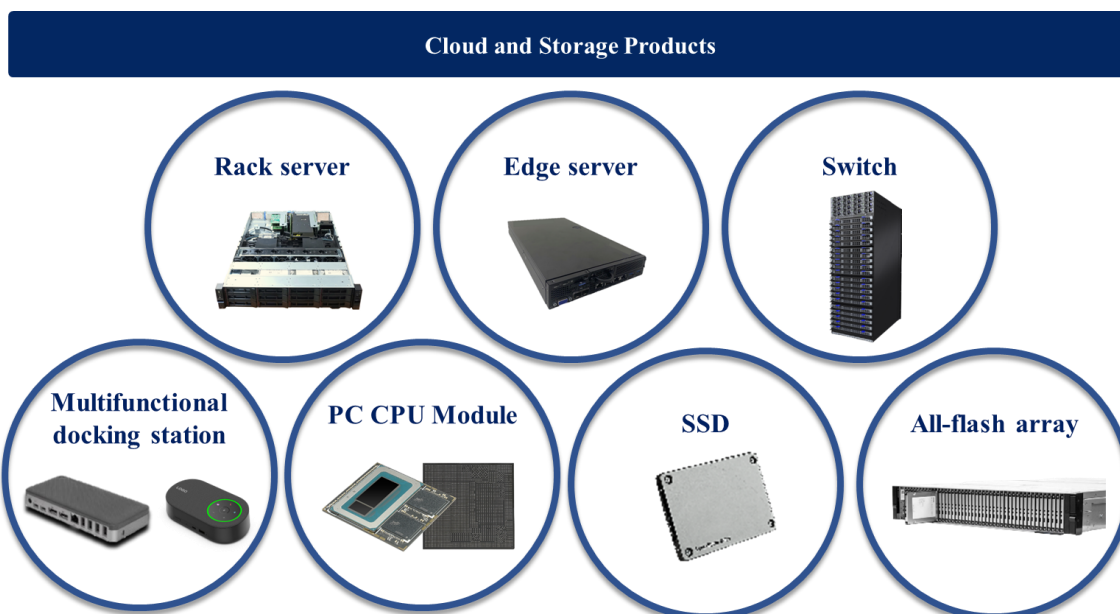 Cloud and Storage Products
Rack server
Edge server
Switch
Multifunctional
docking station
PC CPU Module
SSD
All-flash array